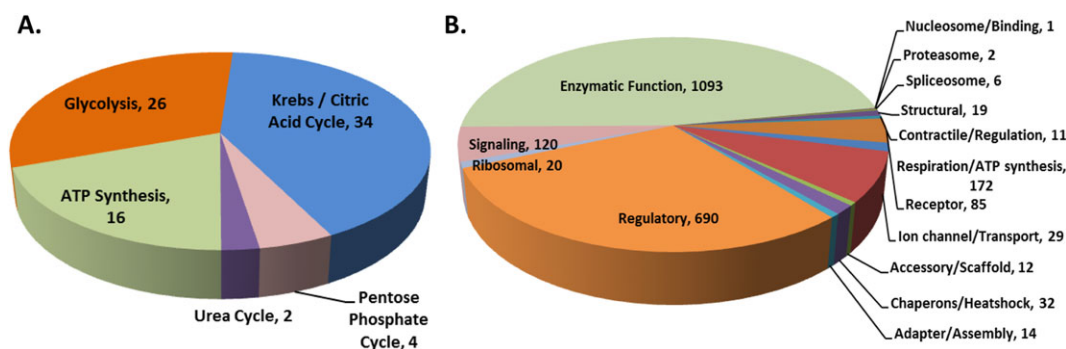 A.
Glycolysis, 26
Krebs / Citric
Acid Cycle, 34
ATP Synthesis,
16
Urea Cycle, 2
Pentose
Phosphate
Cycle, 4
B.
Enzymatic Function, 1093
Signaling, 120
Ribosomal, 20
Regulatory, 690
Nucleosome/Binding, 1
Proteasome, 2
Spliceosome, 6
Structural, 19
Contractile/Regulation, 11
Respiration/ATP synthesis,
172
Receptor, 85
Ion channel/Transport, 29
Accessory/Scaffold, 12
Chaperons/Heatshock, 32
Adapter/Assembly, 14